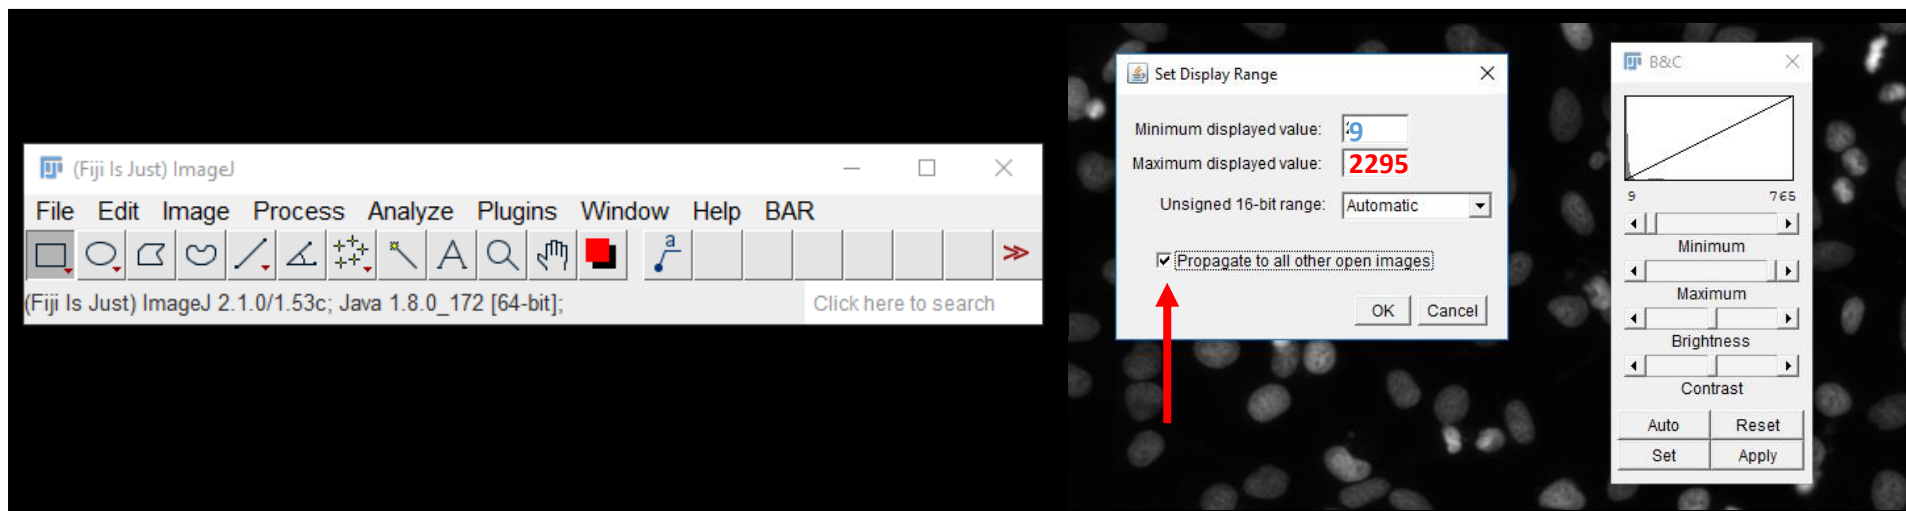 (Fiji Is Just) ImageJ
File Edit Image Process Analyze Plugins Window Help BAR
A
a
(Fiji Is Just) ImageJ 2.1.0/1.53c; Java 1.8.0_172 [64-bit];
Click here to search
Set Display Range
Minimum displayed value: 9
Maximum displayed value: 2295
Unsigned 16-bit range: Automatic
Propagate to all other open images
OK Cancel
B&C
9 765
Minimum
Maximum
Brightness
Contrast
Auto Reset
Set Apply